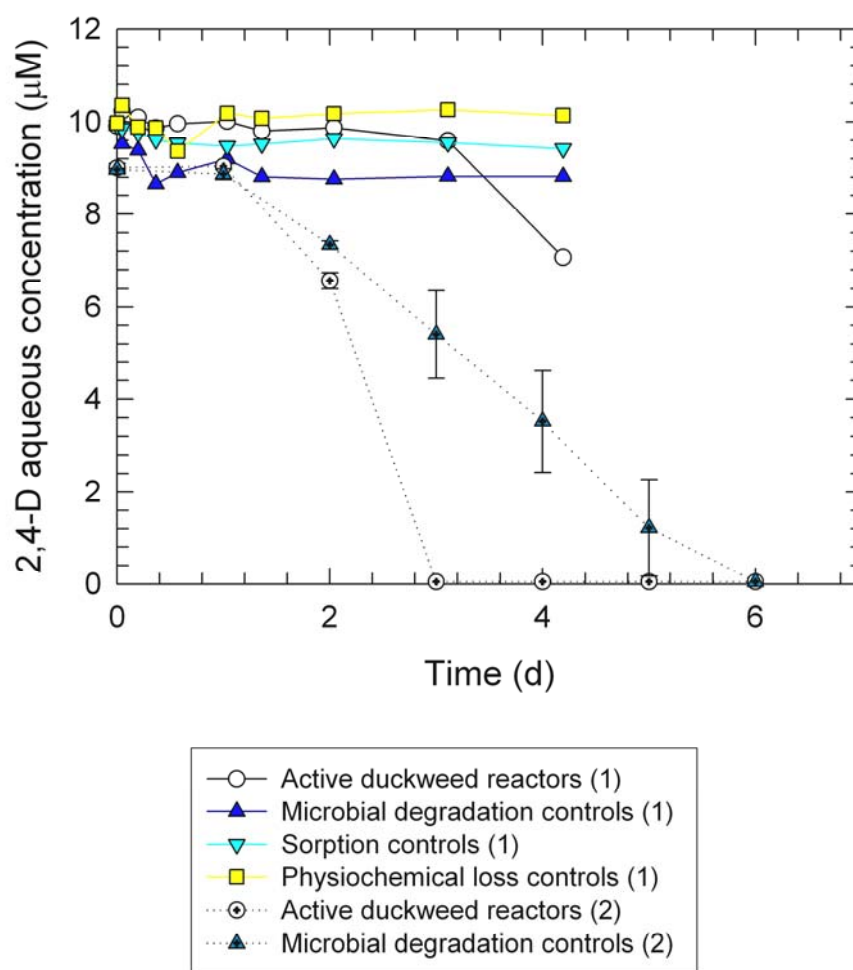 12
10
8
6
4
2
0
2,4-D aqueous concentration (μM)
0 2 4 6
Time (d)
Active duckweed reactors (1)
Microbial degradation controls (1)
Sorption controls (1)
Physiochemical loss controls (1)
Active duckweed reactors (2)
Microbial degradation controls (2)